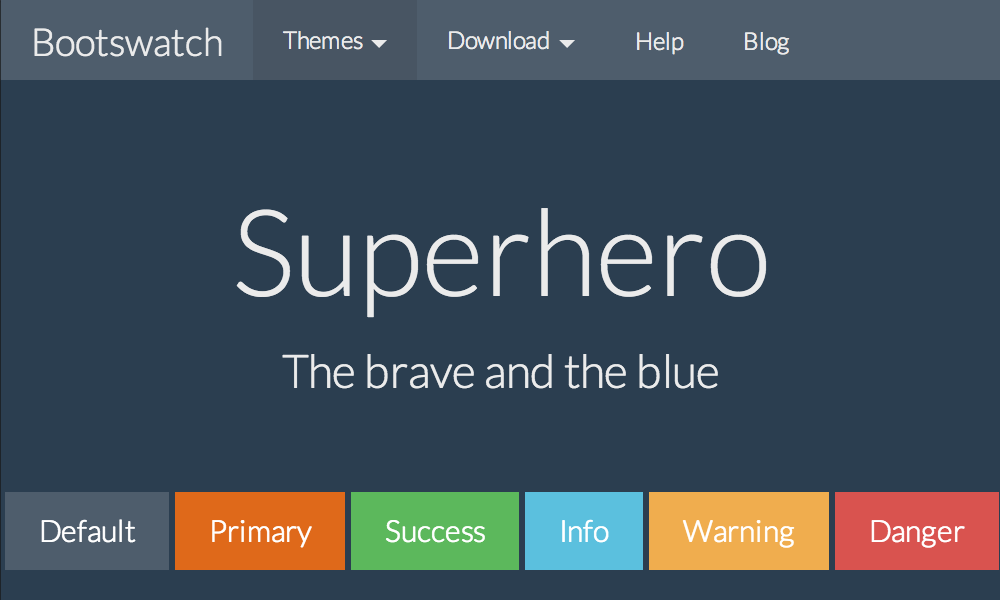 Bootswatch Themes Download Help Blog
Superhero
The brave and the blue
Default Primary Success Info Warning Danger